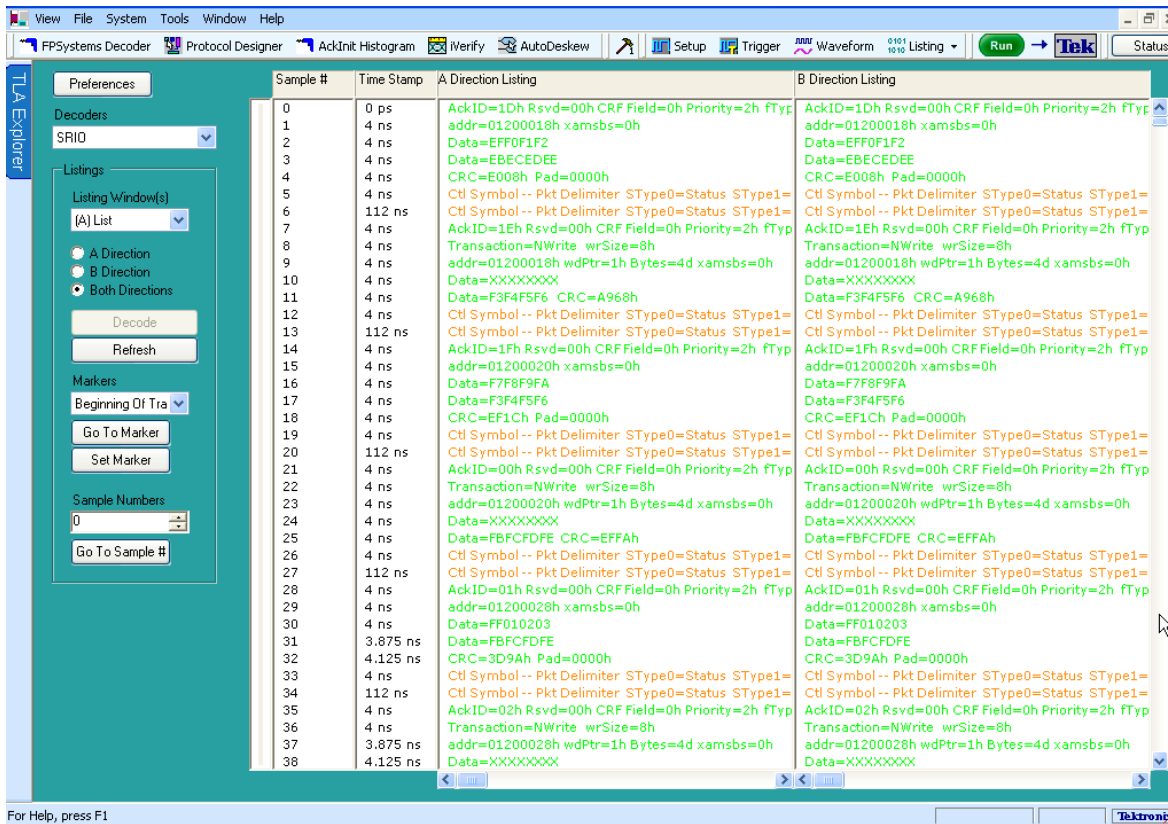 View File System Tools Window Help
FPSystems Decoder Protocol Designer AckInit Histogram iVerify AutoDeskew Setup Trigger Waveform Listing Run Tek Status
TLA Explorer
Preferences
Decoders
SRIO
Listings
Listing Window(s)
(A) List
A Direction
B Direction
Both Directions
Decode
Refresh
Markers
Beginning Of Tra
Go To Marker
Set Marker
Sample Numbers
0
Go To Sample #
Sample # Time Stamp A Direction Listing B Direction Listing
0 0 ps AckID=1Dh Rsvd=00h CRF Field=0h Priority=2h fTyp AckID=1Dh Rsvd=00h CRF Field=0h Priority=2h fTyp
1 4 ns addr=01200018h xamsbs=0h addr=01200018h xamsbs=0h
2 4 ns Data=EFF0F1F2 Data=EFF0F1F2
3 4 ns Data=EBECEDEE Data=EBECEDEE
4 4 ns CRC=E008h Pad=0000h CRC=E008h Pad=0000h
5 4 ns Ctl Symbol -- Pkt Delimiter SType0=Status SType1= Ctl Symbol -- Pkt Delimiter SType0=Status SType1=
6 112 ns Ctl Symbol -- Pkt Delimiter SType0=Status SType1= Ctl Symbol -- Pkt Delimiter SType0=Status SType1=
7 4 ns AckID=1Eh Rsvd=00h CRF Field=0h Priority=2h fTyp AckID=1Eh Rsvd=00h CRF Field=0h Priority=2h fTyp
8 4 ns Transaction=NWrite wrSize=8h Transaction=NWrite wrSize=8h
9 4 ns addr=01200018h wdPtr=1h Bytes=4d xamsbs=0h addr=01200018h wdPtr=1h Bytes=4d xamsbs=0h
10 4 ns Data=XXXXXXXX Data=XXXXXXXX
11 4 ns Data=F3F4F5F6 CRC=A968h Data=F3F4F5F6 CRC=A968h
12 4 ns Ctl Symbol -- Pkt Delimiter SType0=Status SType1= Ctl Symbol -- Pkt Delimiter SType0=Status SType1=
13 112 ns Ctl Symbol -- Pkt Delimiter SType0=Status SType1= Ctl Symbol -- Pkt Delimiter SType0=Status SType1=
14 4 ns AckID=1Fh Rsvd=00h CRF Field=0h Priority=2h fTyp AckID=1Fh Rsvd=00h CRF Field=0h Priority=2h fTyp
15 4 ns addr=01200020h xamsbs=0h addr=01200020h xamsbs=0h
16 4 ns Data=F7F8F9FA Data=F7F8F9FA
17 4 ns Data=F3F4F5F6 Data=F3F4F5F6
18 4 ns CRC=EF1Ch Pad=0000h CRC=EF1Ch Pad=0000h
19 4 ns Ctl Symbol -- Pkt Delimiter SType0=Status SType1= Ctl Symbol -- Pkt Delimiter SType0=Status SType1=
20 112 ns Ctl Symbol -- Pkt Delimiter SType0=Status SType1= Ctl Symbol -- Pkt Delimiter SType0=Status SType1=
21 4 ns AckID=00h Rsvd=00h CRF Field=0h Priority=2h fTyp AckID=00h Rsvd=00h CRF Field=0h Priority=2h fTyp
22 4 ns Transaction=NWrite wrSize=8h Transaction=NWrite wrSize=8h
23 4 ns addr=01200020h wdPtr=1h Bytes=4d xamsbs=0h addr=01200020h wdPtr=1h Bytes=4d xamsbs=0h
24 4 ns Data=XXXXXXXX Data=XXXXXXXX
25 4 ns Data=FBFCFDFE CRC=EFFAh Data=FBFCFDFE CRC=EFFAh
26 4 ns Ctl Symbol -- Pkt Delimiter SType0=Status SType1= Ctl Symbol -- Pkt Delimiter SType0=Status SType1=
27 112 ns Ctl Symbol -- Pkt Delimiter SType0=Status SType1= Ctl Symbol -- Pkt Delimiter SType0=Status SType1=
28 4 ns AckID=01h Rsvd=00h CRF Field=0h Priority=2h fTyp AckID=01h Rsvd=00h CRF Field=0h Priority=2h fTyp
29 4 ns addr=01200028h xamsbs=0h addr=01200028h xamsbs=0h
30 4 ns Data=FF010203 Data=FF010203
31 3.875 ns Data=FBFCFDFE Data=FBFCFDFE
32 4.125 ns CRC=3D9Ah Pad=0000h CRC=3D9Ah Pad=0000h
33 4 ns Ctl Symbol -- Pkt Delimiter SType0=Status SType1= Ctl Symbol -- Pkt Delimiter SType0=Status SType1=
34 112 ns Ctl Symbol -- Pkt Delimiter SType0=Status SType1= Ctl Symbol -- Pkt Delimiter SType0=Status SType1=
35 4 ns AckID=02h Rsvd=00h CRF Field=0h Priority=2h fTyp AckID=02h Rsvd=00h CRF Field=0h Priority=2h fTyp
36 4 ns Transaction=NWrite wrSize=8h Transaction=NWrite wrSize=8h
37 3.875 ns addr=01200028h wdPtr=1h Bytes=4d xamsbs=0h addr=01200028h wdPtr=1h Bytes=4d xamsbs=0h
38 4.125 ns Data=XXXXXXXX Data=XXXXXXXX
For Help, press F1
Tektronix